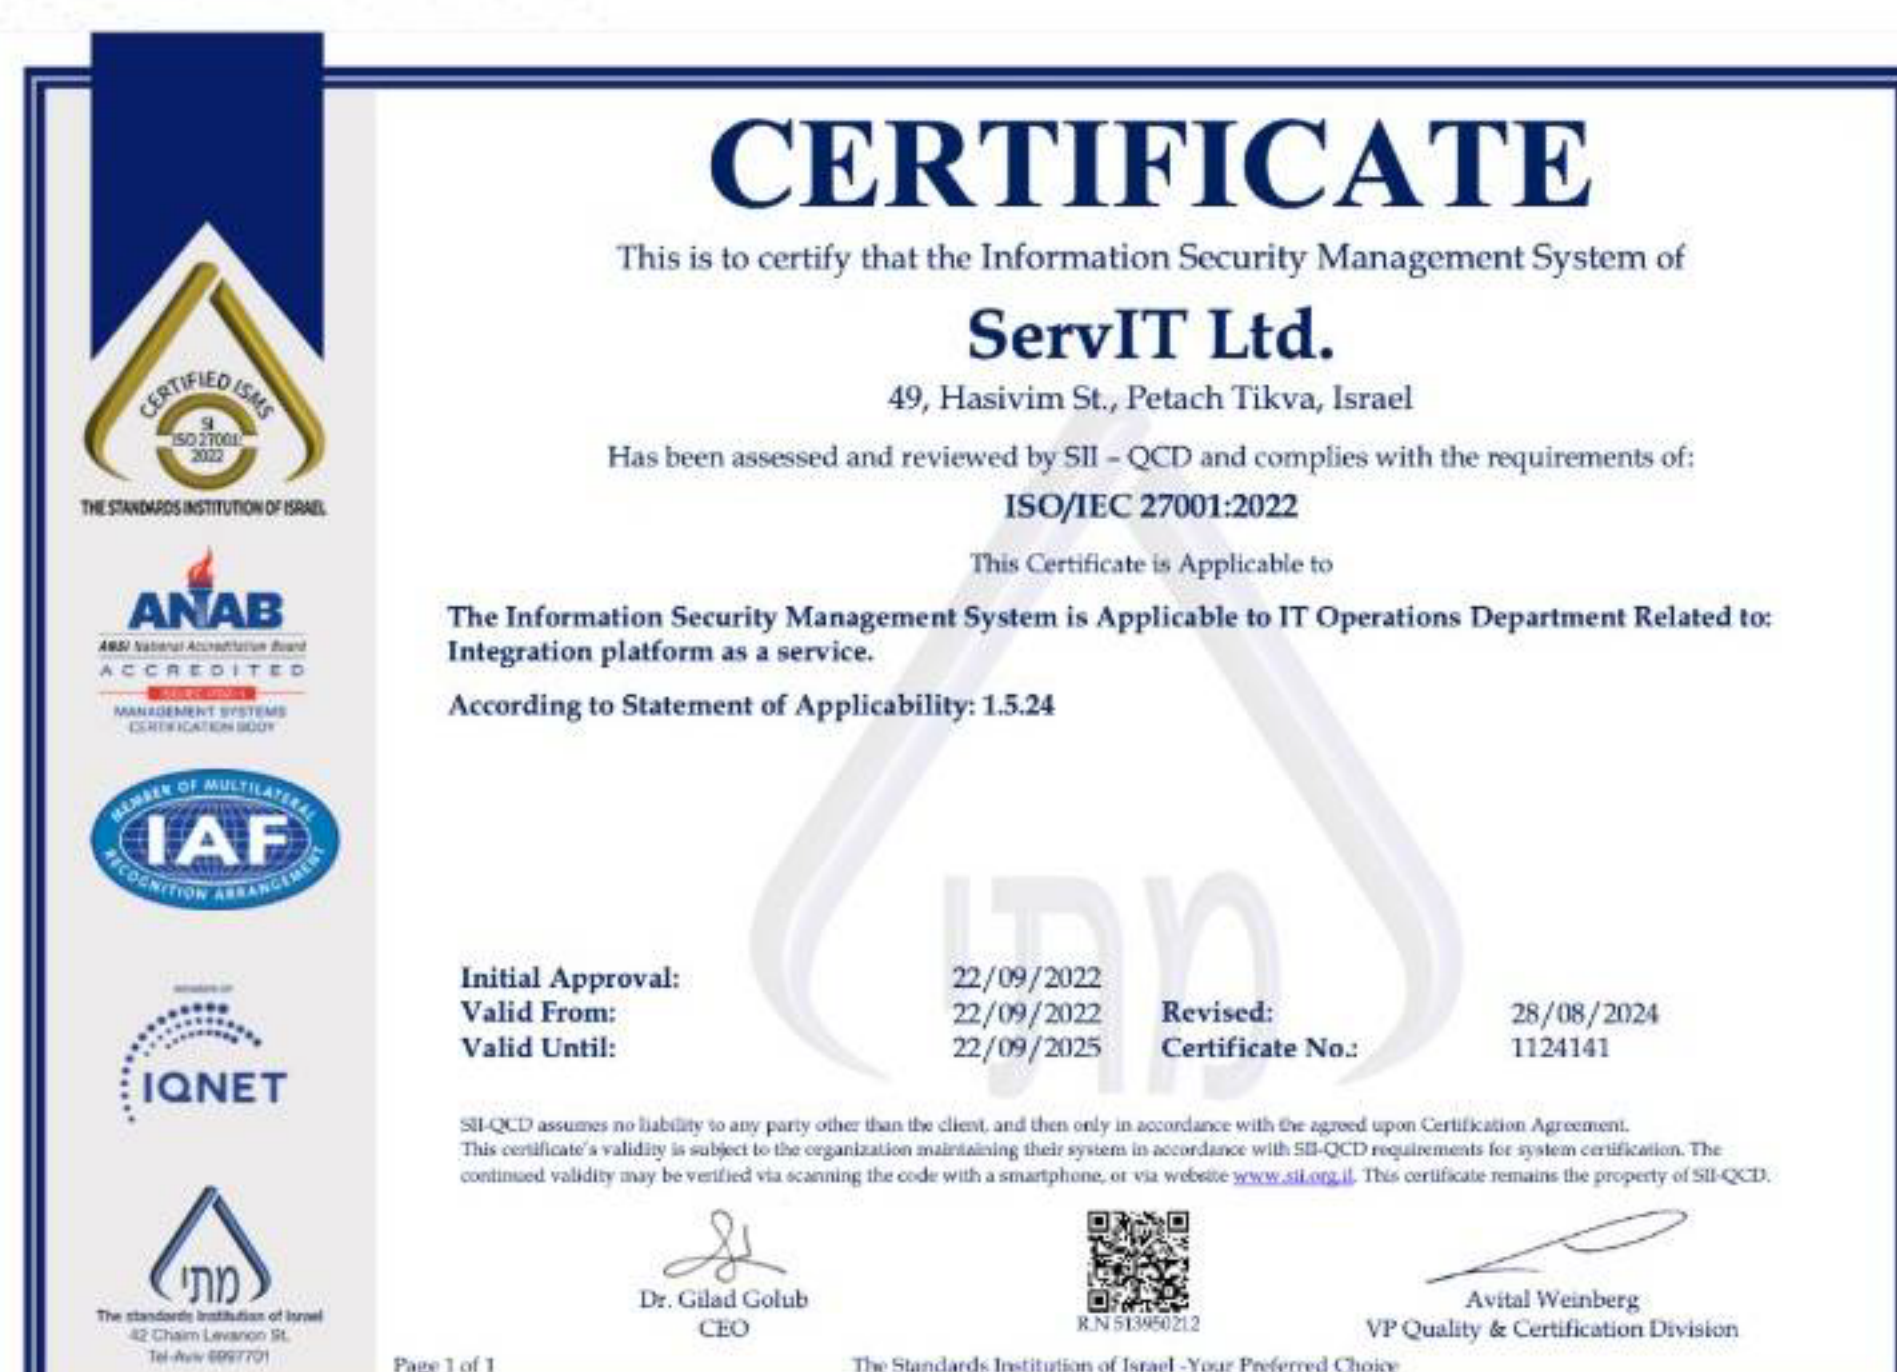 CERTIFICATE
This is to certify that the Information Security Management System of
ServIT Ltd.
49, Hasivim St., Petach Tikva, Israel
Has been assessed and reviewed by SII – QCD and complies with the requirements of:
ISO/IEC 27001:2022
This Certificate is Applicable to
The Information Security Management System is Applicable to IT Operations Department Related to:
Integration platform as a service.
According to Statement of Applicability: 1.5.24
Initial Approval: 22/09/2022
Valid From: 22/09/2022 Revised: 28/08/2024
Valid Until: 22/09/2025 Certificate No.: 1124141
SII-QCD assumes no liability to any party other than the client, and then only in accordance with the agreed upon Certification Agreement.
This certificate's validity is subject to the organization maintaining their system in accordance with SII-QCD requirements for system certification. The
continued validity may be verified via scanning the code with a smartphone, or via website www.sii.org.il. This certificate remains the property of SII-QCD.
Dr. Gilad Golub
CEO
R.N 513950212
Avital Weinberg
VP Quality & Certification Division
Page 1 of 1
The Standards Institution of Israel -Your Preferred Choice
CERTIFIED ISMS
SI
ISO 27001:
2022
THE STANDARDS INSTITUTION OF ISRAEL
ANAB
ANSI National Accreditation Board
ACCREDITED
MANAGEMENT SYSTEMS
CERTIFICATION BODY
MEMBER OF MULTILATERAL
IAF
RECOGNITION ARRANGEMENT
MEMBER OF
IQNET
מתי
The standards institution of Israel
42 Chaim Levanon St.
Tel-Aviv 6997701
מתי